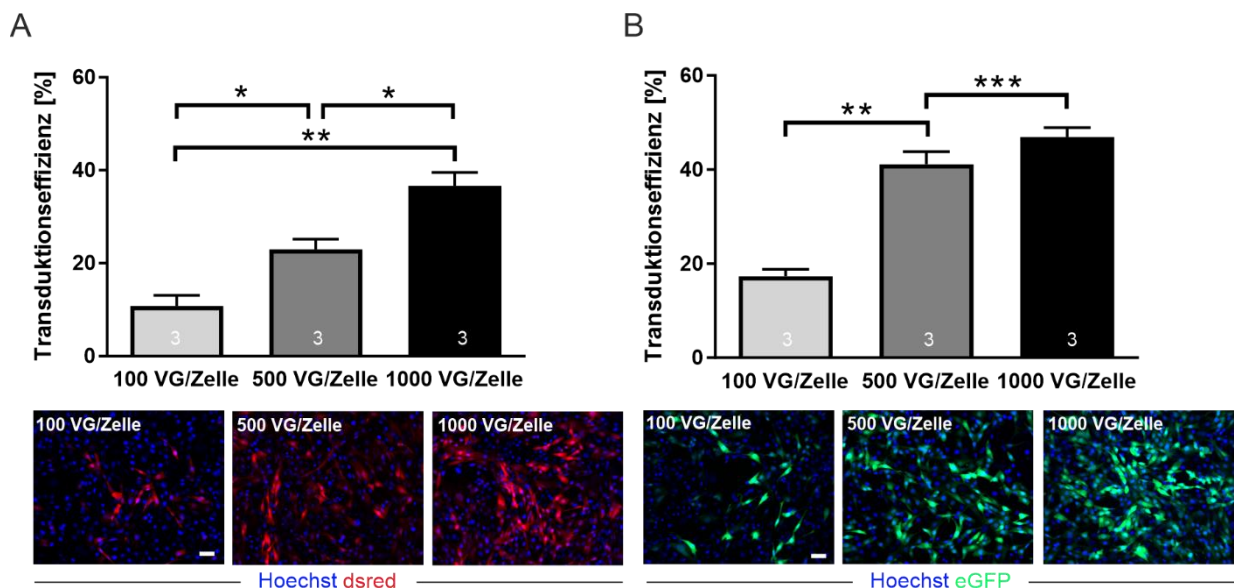 A
Transduktionseffizienz [%]
60
40
20
0
*
*
**
3
3
3
100 VG/Zelle
500 VG/Zelle
1000 VG/Zelle
100 VG/Zelle
500 VG/Zelle
1000 VG/Zelle
Hoechst dsred
B
Transduktionseffizienz [%]
60
40
20
0
**
***
3
3
3
100 VG/Zelle
500 VG/Zelle
1000 VG/Zelle
100 VG/Zelle
500 VG/Zelle
1000 VG/Zelle
Hoechst eGFP